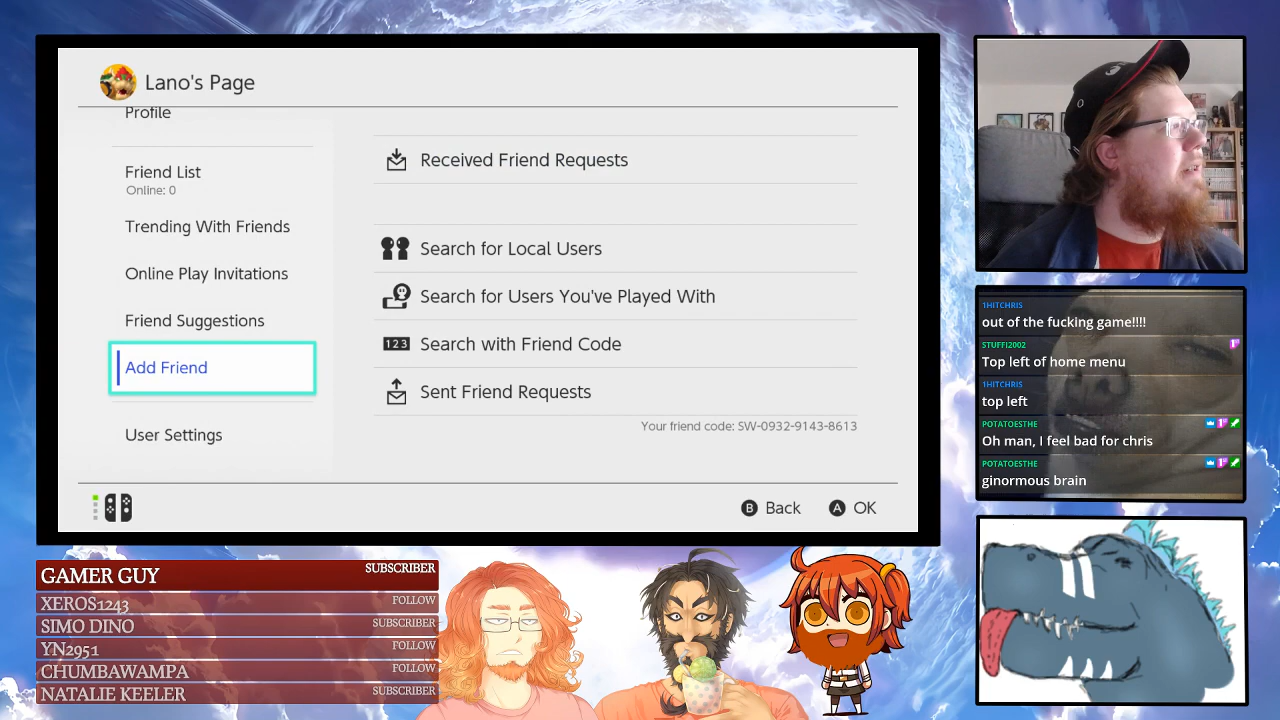 Lano's Page
Profile
Friend List
Online: 0
Trending With Friends
Online Play Invitations
Friend Suggestions
Add Friend
User Settings
Received Friend Requests
Search for Local Users
Search for Users You've Played With
123 Search with Friend Code
Sent Friend Requests
Your friend code: SW-0932-9143-8613
B Back A OK
1HITCHRIS
out of the fucking game!!!!
STUFFI2002
Top left of home menu
1HITCHRIS
top left
POTATOESTHE
Oh man, I feel bad for chris
POTATOESTHE
ginormous brain
GAMER GUY SUBSCRIBER
XEROS1243 FOLLOW
SIMO DINO SUBSCRIBER
YN2951 FOLLOW
CHUMBAWAMPA FOLLOW
NATALIE KEELER SUBSCRIBER